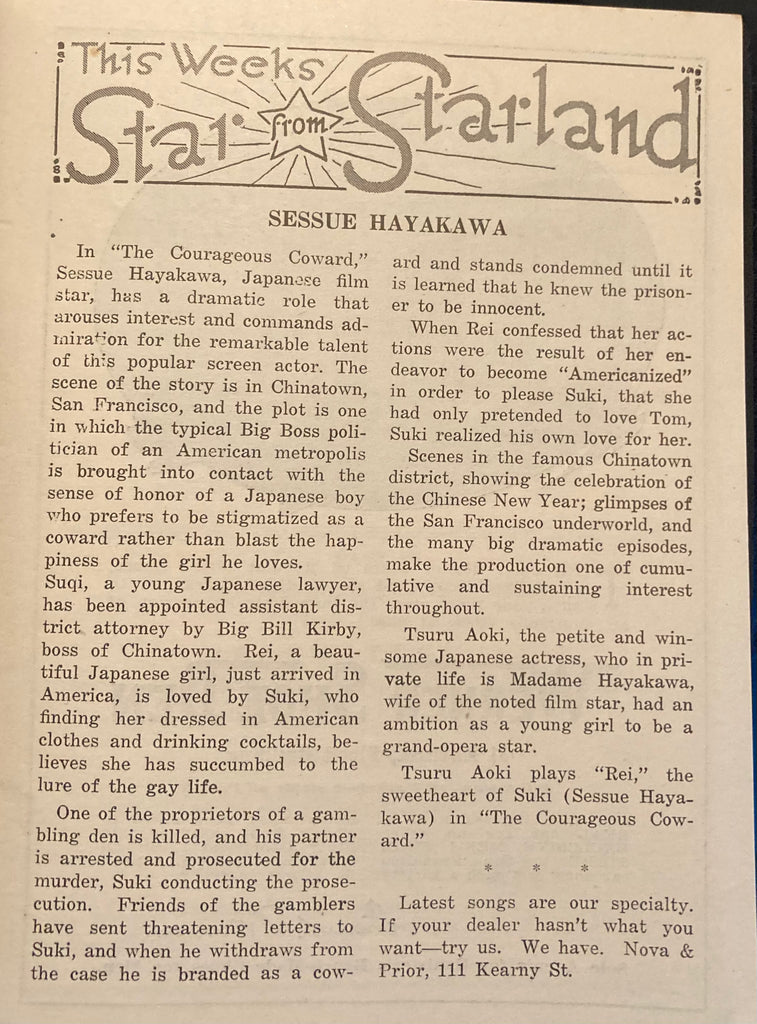 This Weeks
Star from Starland
SESSUE HAYAKAWA
In "The Courageous Coward,"
Sessue Hayakawa, Japanese film
star, has a dramatic role that
arouses interest and commands ad-
miration for the remarkable talent
of this popular screen actor. The
scene of the story is in Chinatown,
San Francisco, and the plot is one
in which the typical Big Boss poli-
tician of an American metropolis
is brought into contact with the
sense of honor of a Japanese boy
who prefers to be stigmatized as a
coward rather than blast the hap-
piness of the girl he loves.
Suqi, a young Japanese lawyer,
has been appointed assistant dis-
trict attorney by Big Bill Kirby,
boss of Chinatown. Rei, a beau-
tiful Japanese girl, just arrived in
America, is loved by Suki, who
finding her dressed in American
clothes and drinking cocktails, be-
lieves she has succumbed to the
lure of the gay life.
One of the proprietors of a gam-
bling den is killed, and his partner
is arrested and prosecuted for the
murder, Suki conducting the prose-
cution. Friends of the gamblers
have sent threatening letters to
Suki, and when he withdraws from
the case he is branded as a cow-
ard and stands condemned until it
is learned that he knew the prison-
er to be innocent.
When Rei confessed that her ac-
tions were the result of her en-
deavor to become "Americanized"
in order to please Suki, that she
had only pretended to love Tom,
Suki realized his own love for her.
Scenes in the famous Chinatown
district, showing the celebration of
the Chinese New Year; glimpses of
the San Francisco underworld, and
the many big dramatic episodes,
make the production one of cumu-
lative and sustaining interest
throughout.
Tsuru Aoki, the petite and win-
some Japanese actress, who in pri-
vate life is Madame Hayakawa,
wife of the noted film star, had an
ambition as a young girl to be a
grand-opera star.
Tsuru Aoki plays "Rei," the
sweetheart of Suki (Sessue Haya-
kawa) in "The Courageous Cow-
ard."
* * *
Latest songs are our specialty.
If your dealer hasn't what you
want—try us. We have. Nova &
Prior, 111 Kearny St.